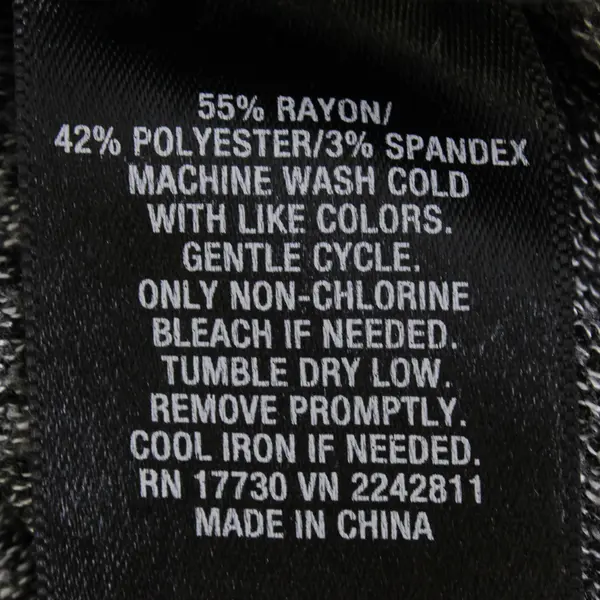 55% RAYON/
42% POLYESTER/3% SPANDEX
MACHINE WASH COLD
WITH LIKE COLORS.
GENTLE CYCLE.
ONLY NON-CHLORINE
BLEACH IF NEEDED.
TUMBLE DRY LOW.
REMOVE PROMPTLY.
COOL IRON IF NEEDED.
RN 17730 VN 2242811
MADE IN CHINA